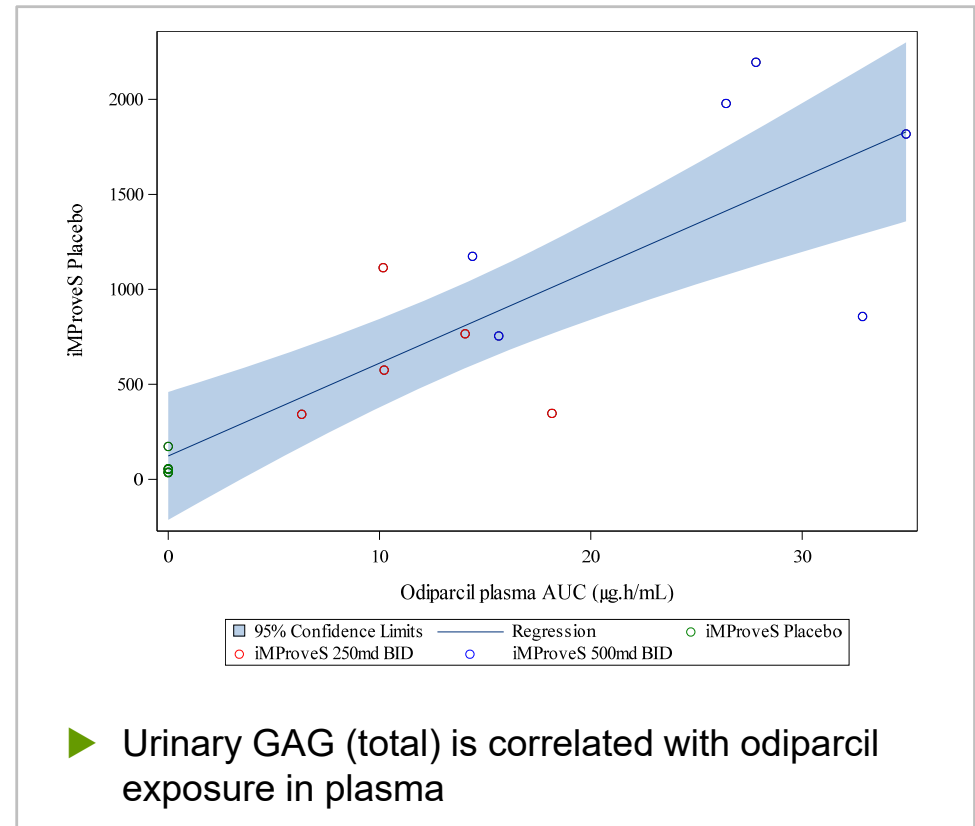 2000
1500
1000
500
0
iMProveS Placebo
0 10 20 30
Odiparcil plasma AUC (µg.h/mL)
95% Confidence Limits Regression iMProveS Placebo
iMProveS 250md BID iMProveS 500md BID
Urinary GAG (total) is correlated with odiparcil
exposure in plasma